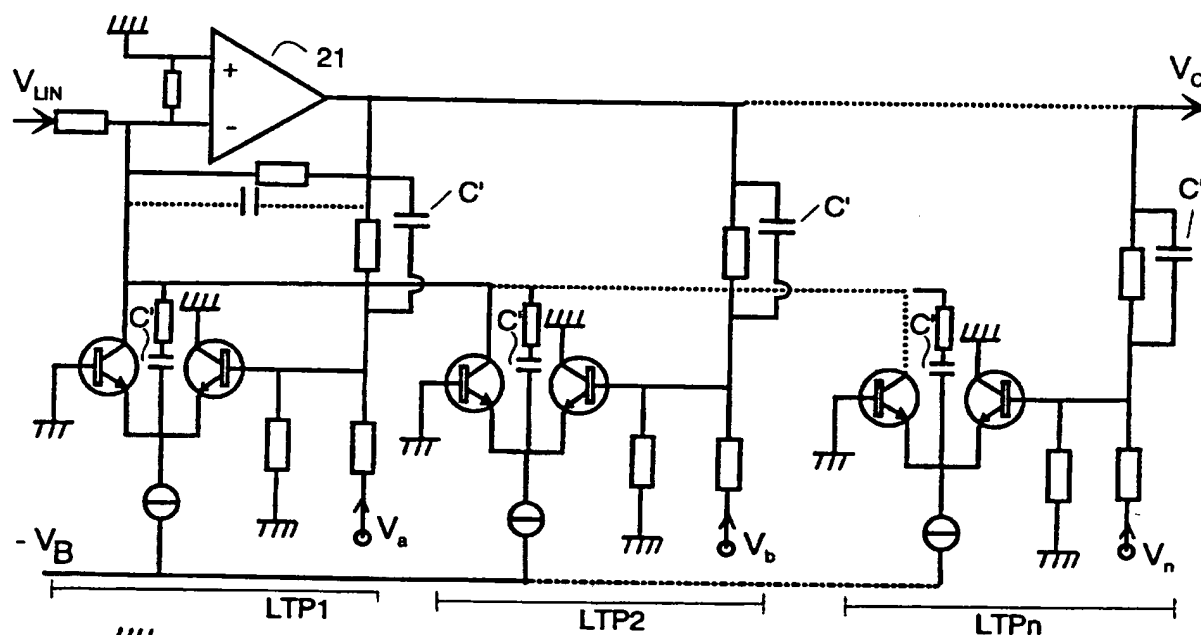 21
V_LIN
+
-
V_O
C'
C'
C'
C'
C'
C'
- V_B
V_a
V_b
V_n
LTP1
LTP2
LTPn